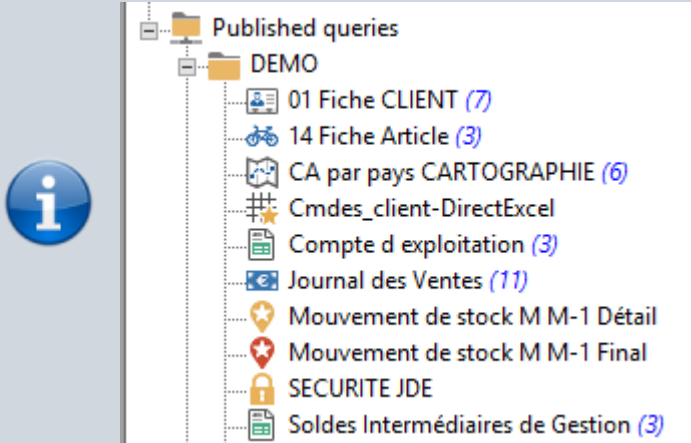 Published queries
DEMO
01 Fiche CLIENT (7)
14 Fiche Article (3)
CA par pays CARTOGRAPHIE (6)
Cmdes_client-DirectExcel
Compte d exploitation (3)
Journal des Ventes (11)
Mouvement de stock M M-1 Détail
Mouvement de stock M M-1 Final
SECURITE JDE
Soldes Intermédiaires de Gestion (3)